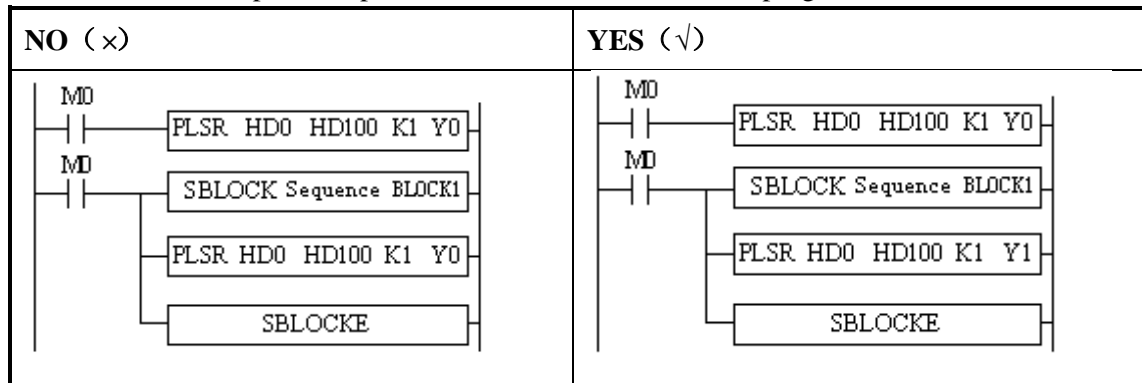 NO（×）
YES（√）
M0
PLSR HD0 HD100 K1 Y0
M0
SBLOCK Sequence BLOCK1
PLSR HD0 HD100 K1 Y0
SBLOCKE
M0
PLSR HD0 HD100 K1 Y0
M0
SBLOCK Sequence BLOCK1
PLSR HD0 HD100 K1 Y1
SBLOCKE